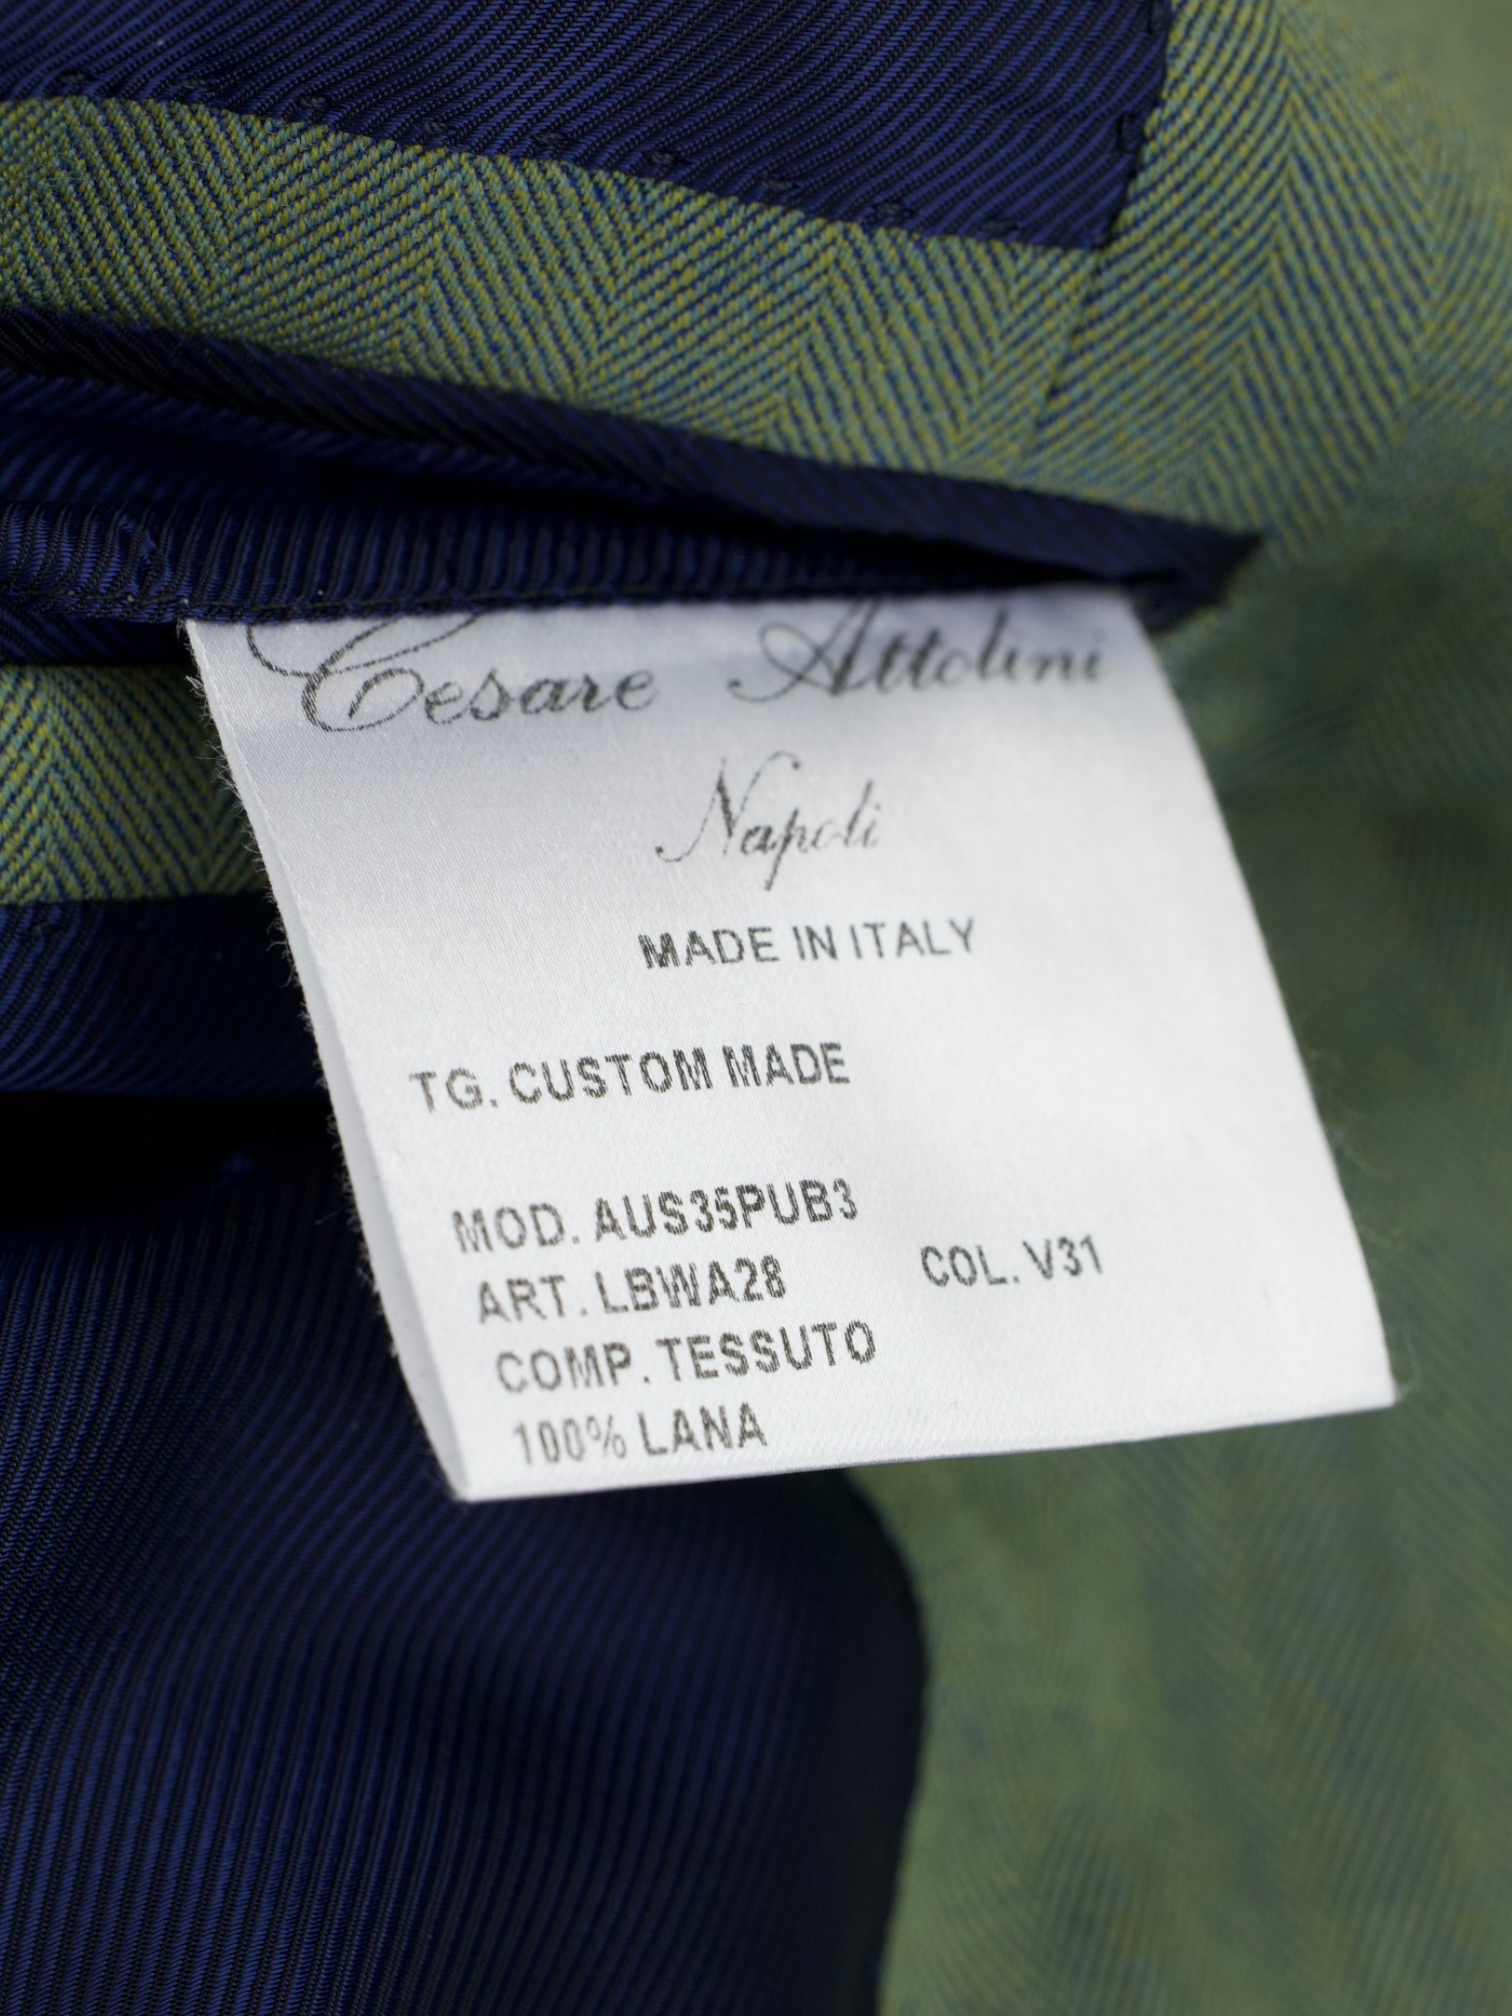 Cesare Attolini
Napoli
MADE IN ITALY
TG. CUSTOM MADE
MOD. AUS35PUB3
ART. LBWA28 COL. V31
COMP. TESSUTO
100% LANA